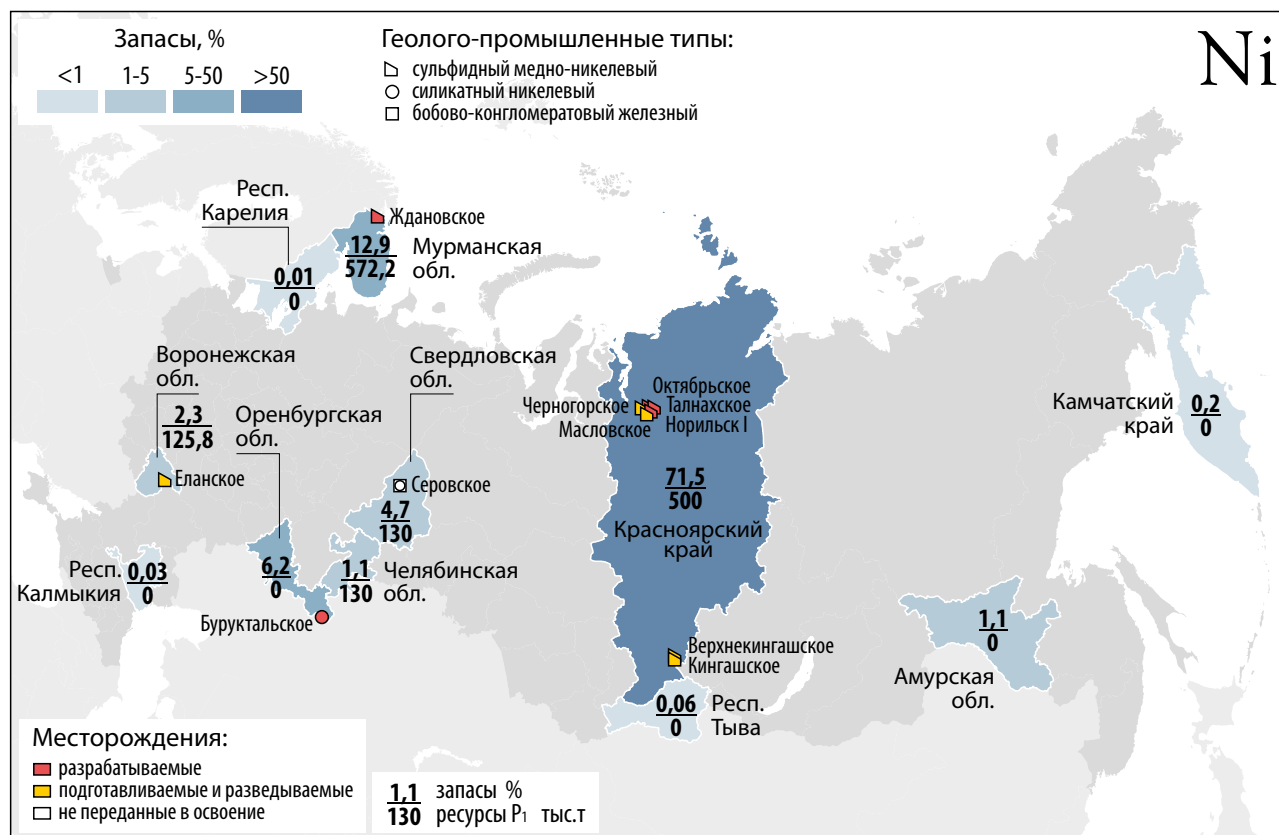 Запасы, %
<1 1-5 5-50 >50
Геолого-промышленные типы:
сульфидный медно-никелевый
силикатный никелевый
бобово-конгломератовый железный
Ni
Респ.
Карелия
0,01
0
Ждановское
12,9
572,2
Мурманская
обл.
Воронежская
обл.
2,3
125,8
Еланское
Оренбургская
обл.
6,2
0
Буруктальское
Свердловская
обл.
Серовское
4,7
130
1,1
130
Челябинская
обл.
Респ.
Калмыкия
0,03
0
Октябрьское
Черногорское
Талнахское
Масловское
Норильск I
71,5
500
Красноярский
край
Верхнекингашское
Кингашское
0,06
0
Респ.
Тыва
Камчатский
край
0,2
0
1,1
0
Амурская
обл.
Месторождения:
разрабатываемые
подготавливаемые и разведываемые
не переданные в освоение
1,1 запасы %
130 ресурсы P1 тыс.т